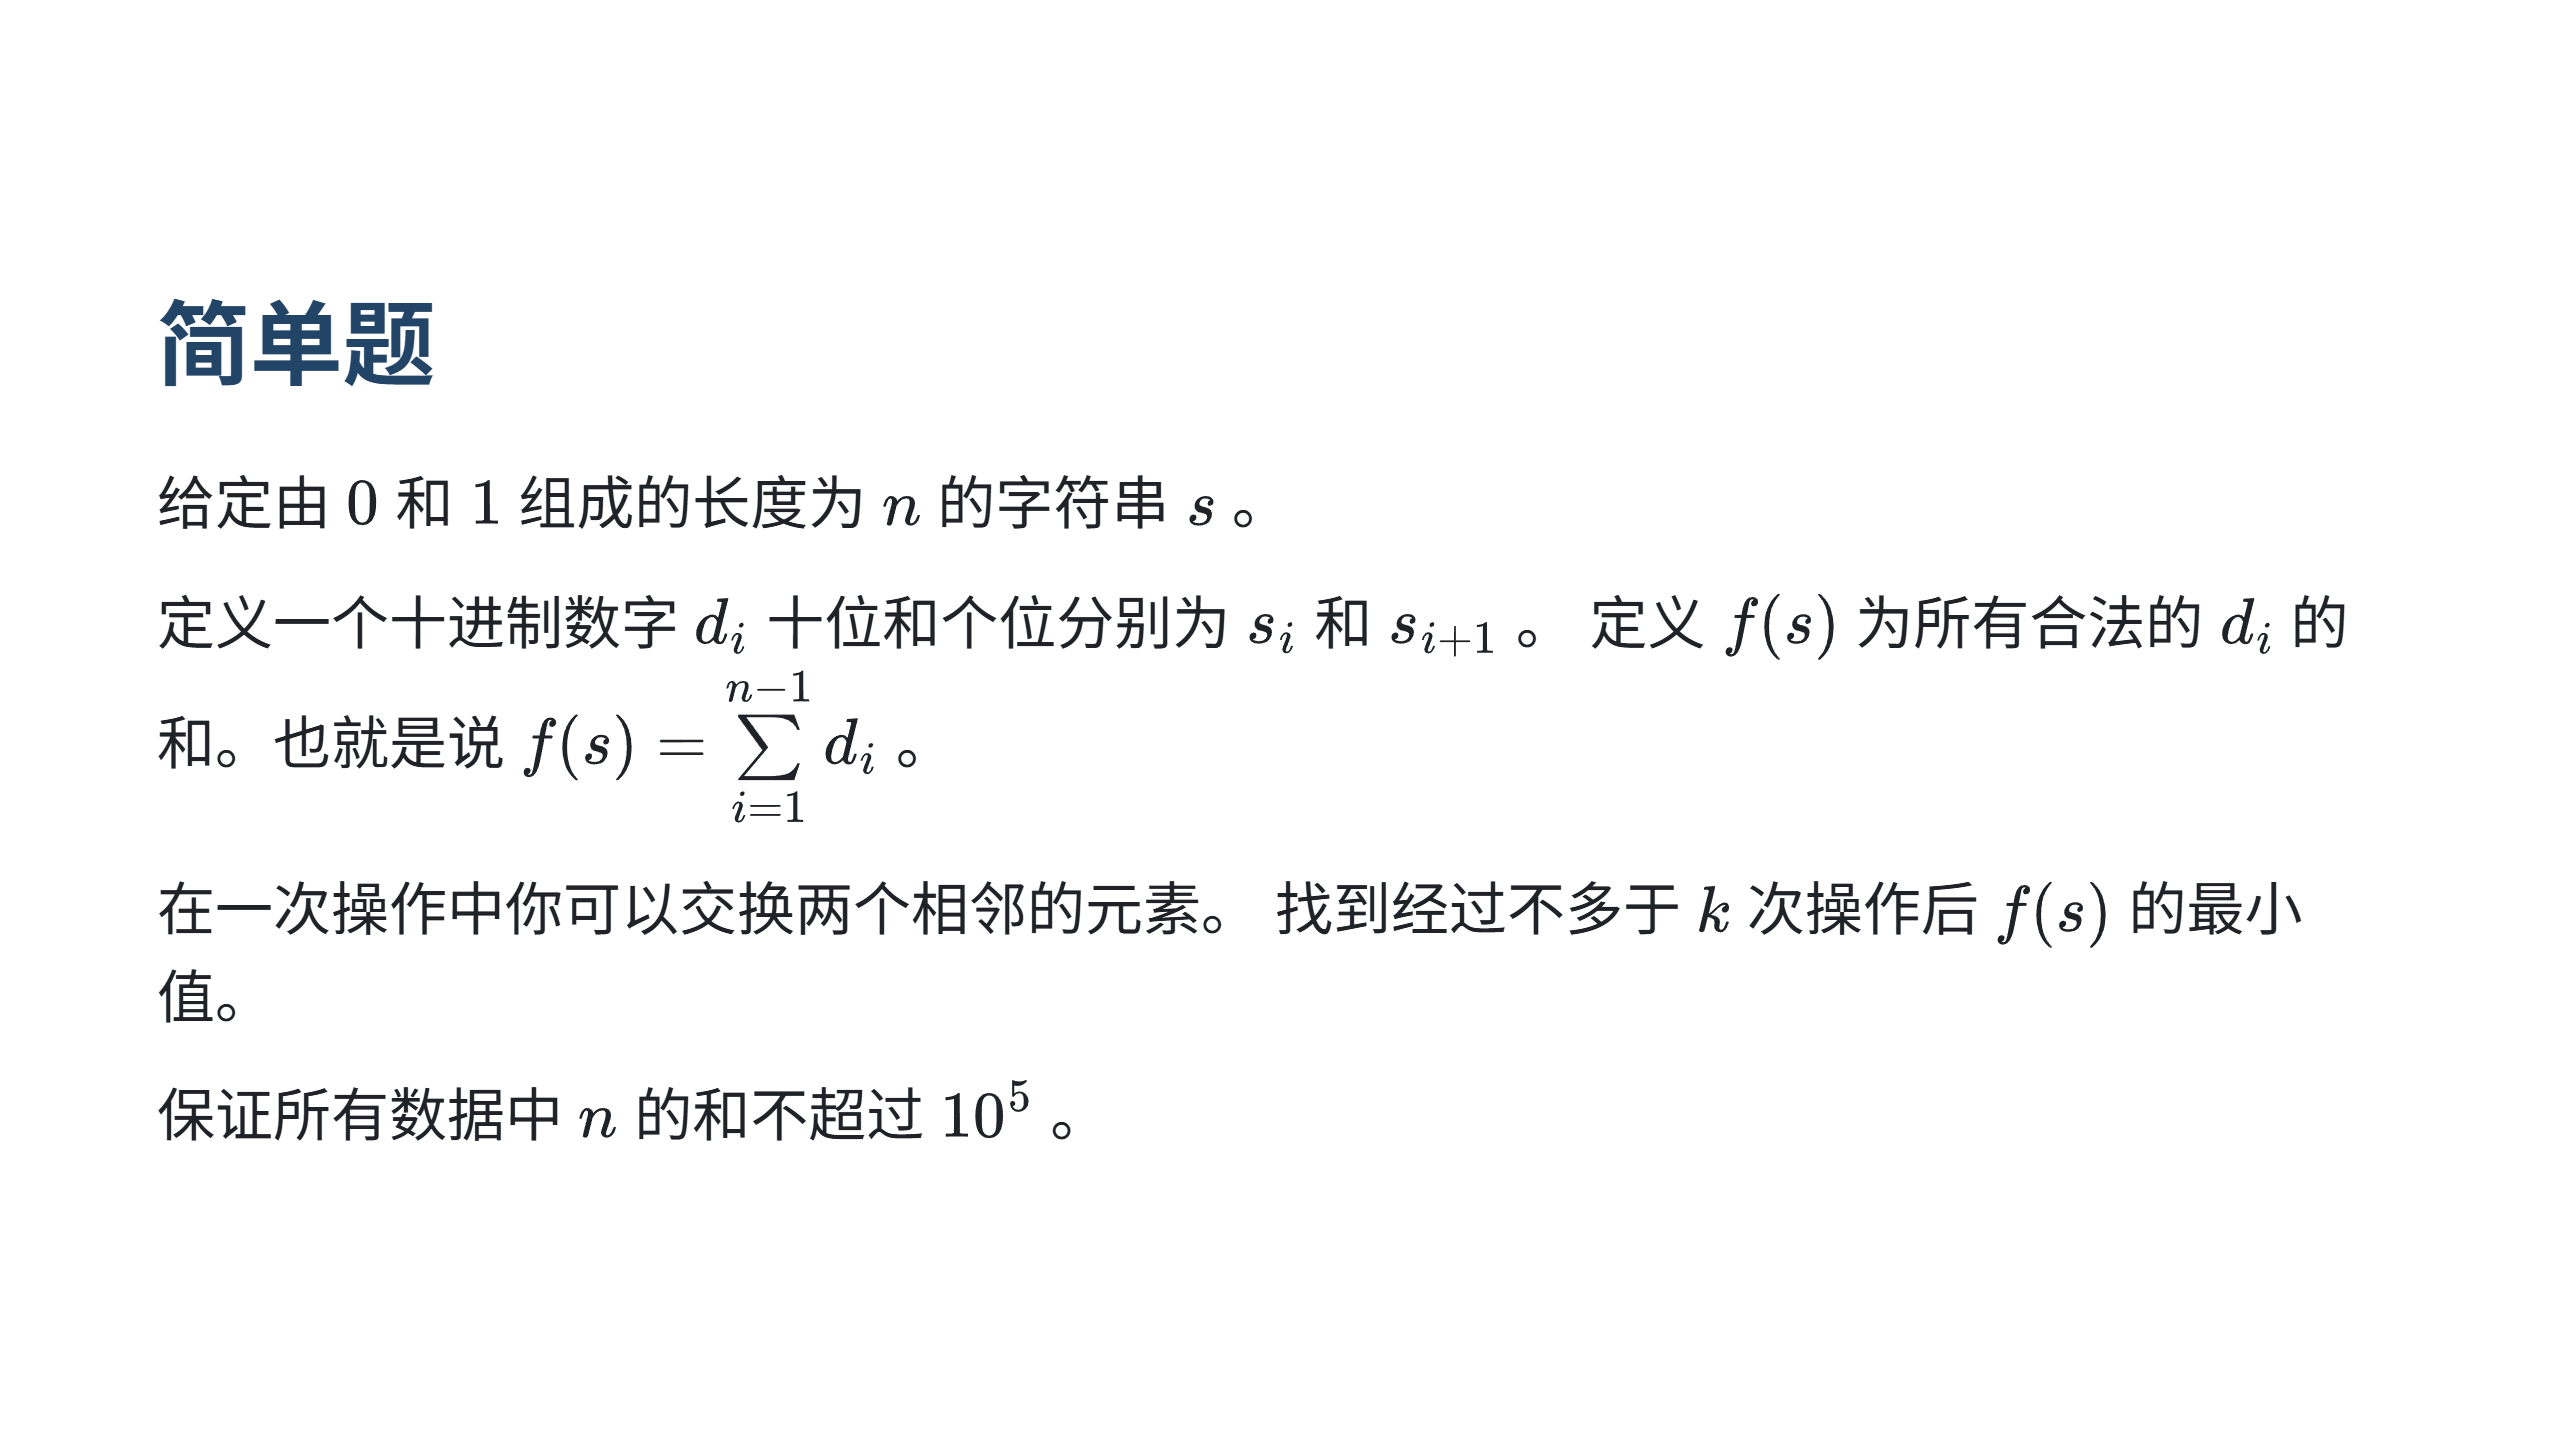 简单题
给定由 0 和 1 组成的长度为 n 的字符串 s 。
定义一个十进制数字 d_i 十位和个位分别为 s_i 和 s_{i+1} 。 定义 f(s) 为所有合法的 d_i 的
和。也就是说 f(s) = \sum_{i=1}^{n-1} d_i 。
在一次操作中你可以交换两个相邻的元素。 找到经过不多于 k 次操作后 f(s) 的最小
值。
保证所有数据中 n 的和不超过 10^5 。